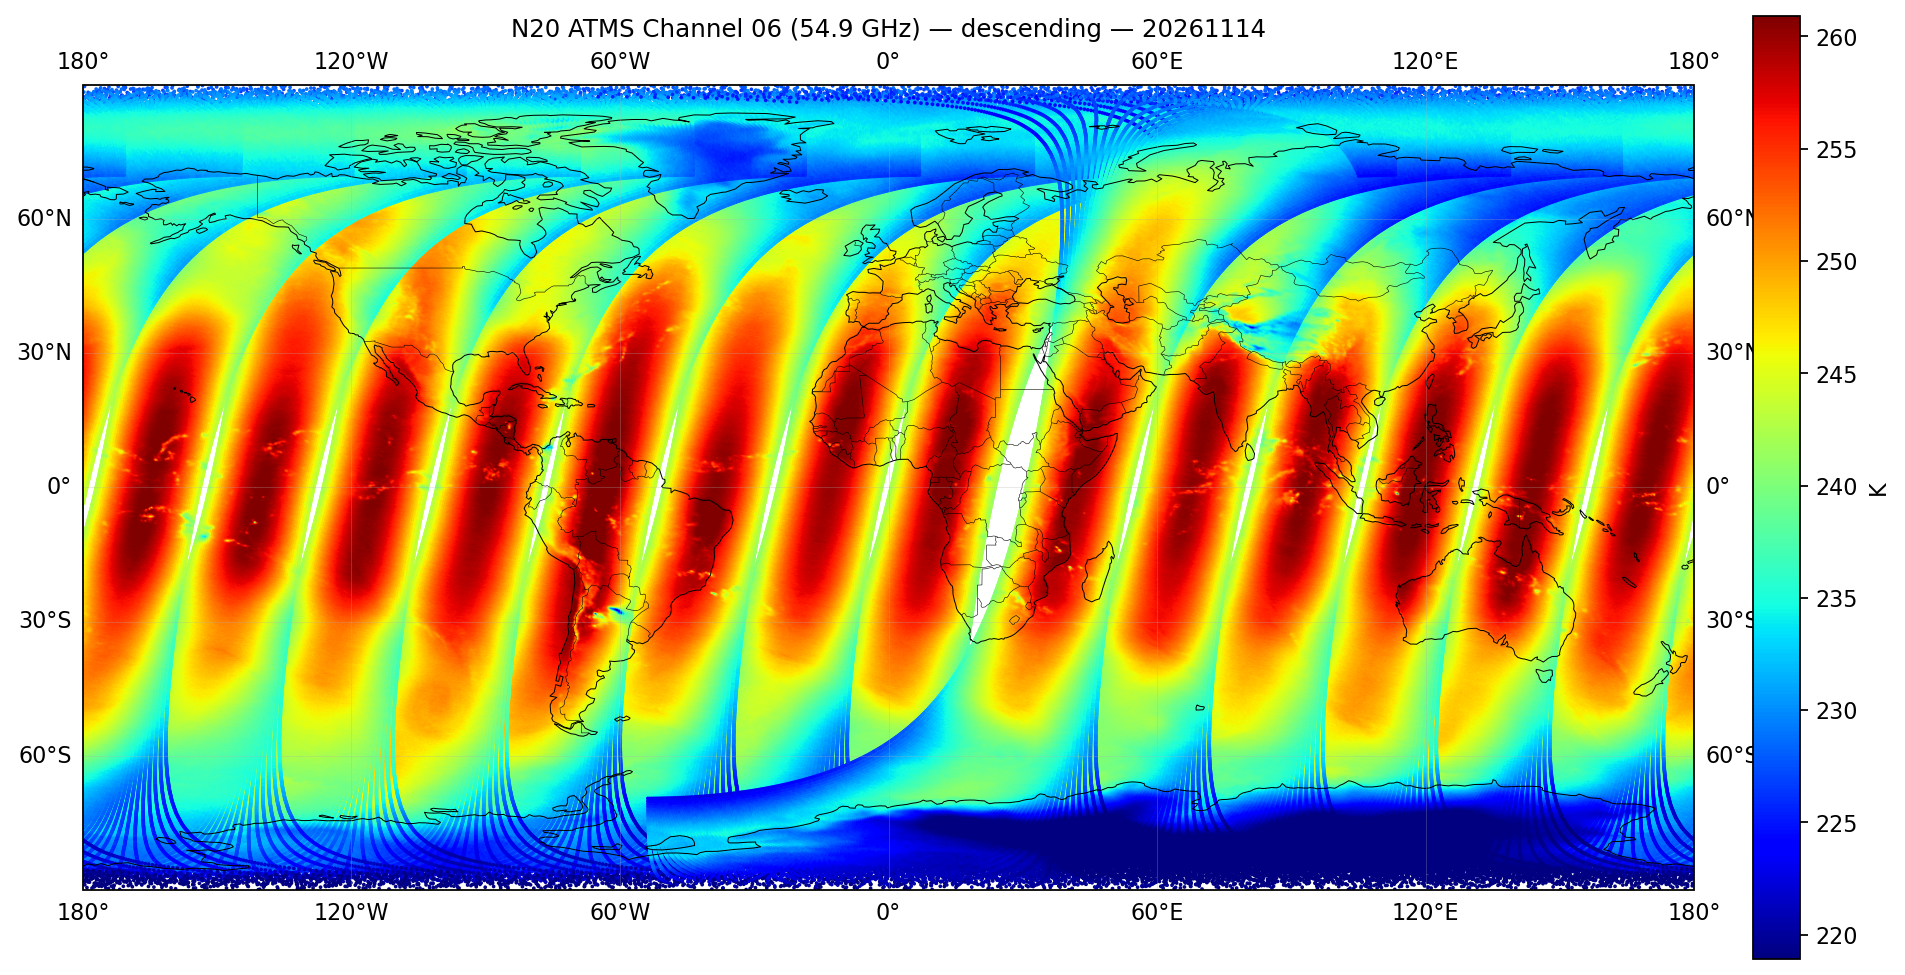 N20 ATMS Channel 06 (54.9 GHz) — descending — 20261114
180° 120°W 60°W 0° 60°E 120°E 180°
260
255
60°N 60°N
250
30°N 30°N
245
0° 0° 240 K
235
30°S 30°S
230
60°S 60°S
225
180° 120°W 60°W 0° 60°E 120°E 180°
220